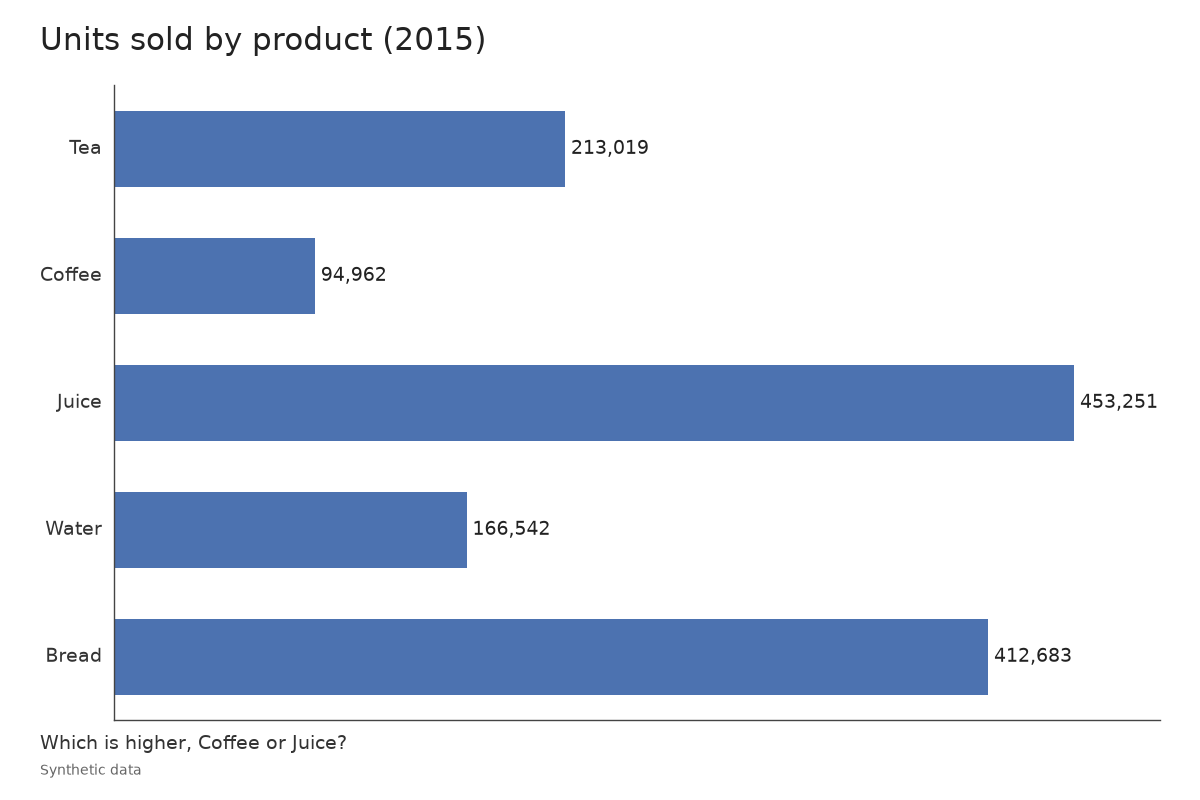 Units sold by product (2015)
Tea
213,019
Coffee
94,962
Juice
453,251
Water
166,542
Bread
412,683
Which is higher, Coffee or Juice?
Synthetic data